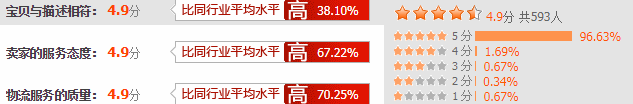 宝贝与描述相符： 4.9分 比同行业平均水平 高 38.10%
卖家的服务态度： 4.9分 比同行业平均水平 高 67.22%
物流服务的质量： 4.9分 比同行业平均水平 高 70.25%
4.9分 共593人
5分 96.63%
4分 1.69%
3分 0.67%
2分 0.34%
1分 0.67%